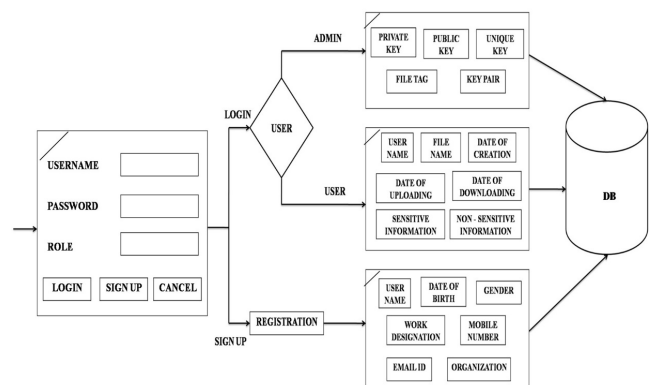 USERNAME
PASSWORD
ROLE
LOGIN SIGN UP CANCEL
LOGIN
SIGN UP
USER
ADMIN
USER
REGISTRATION
PRIVATE
KEY
PUBLIC
KEY
UNIQUE
KEY
FILE TAG
KEY PAIR
USER
NAME
FILE
NAME
DATE OF
CREATION
DATE OF
UPLOADING
DATE OF
DOWNLOADING
SENSITIVE
INFORMATION
NON - SENSITIVE
INFORMATION
USER
NAME
DATE OF
BIRTH
GENDER
WORK
DESIGNATION
MOBILE
NUMBER
EMAIL ID
ORGANIZATION
DB